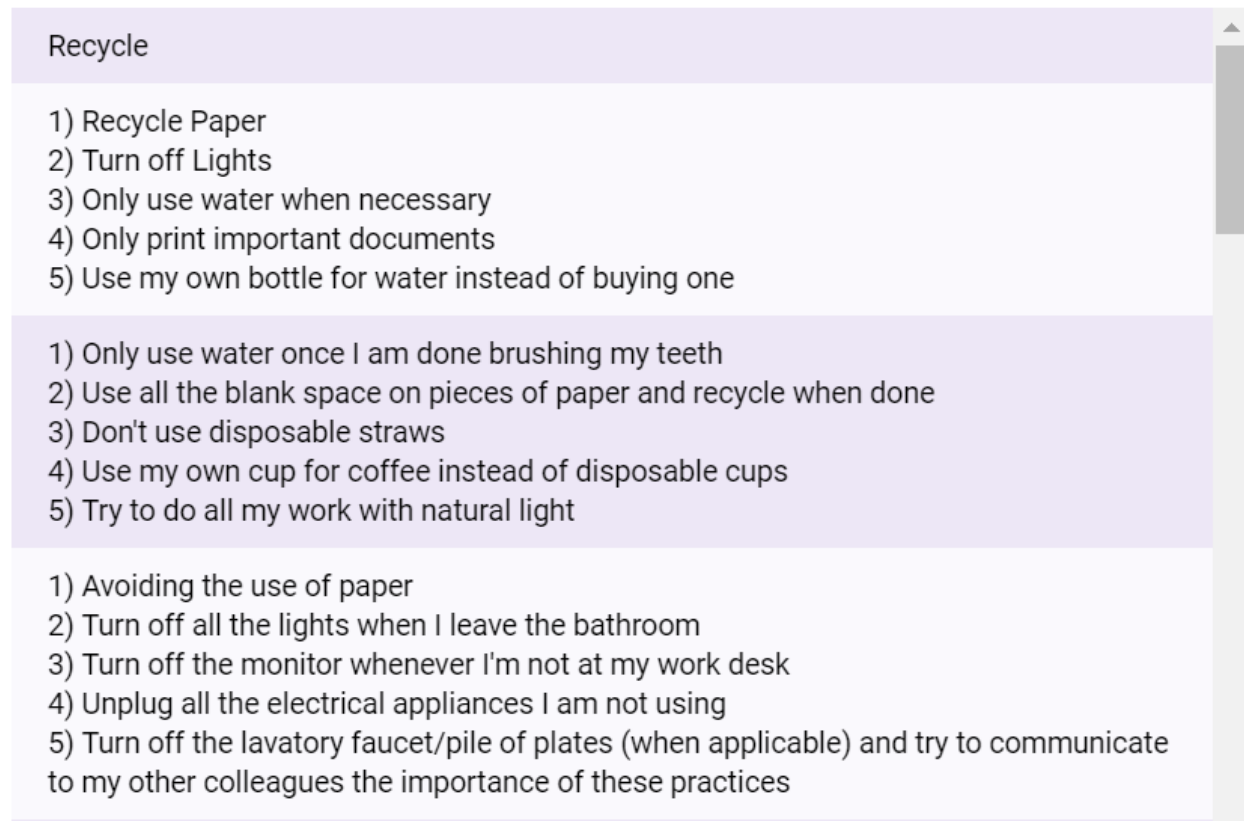 Recycle
1) Recycle Paper
2) Turn off Lights
3) Only use water when necessary
4) Only print important documents
5) Use my own bottle for water instead of buying one
1) Only use water once I am done brushing my teeth
2) Use all the blank space on pieces of paper and recycle when done
3) Don't use disposable straws
4) Use my own cup for coffee instead of disposable cups
5) Try to do all my work with natural light
1) Avoiding the use of paper
2) Turn off all the lights when I leave the bathroom
3) Turn off the monitor whenever I'm not at my work desk
4) Unplug all the electrical appliances I am not using
5) Turn off the lavatory faucet/pile of plates (when applicable) and try to communicate
to my other colleagues the importance of these practices